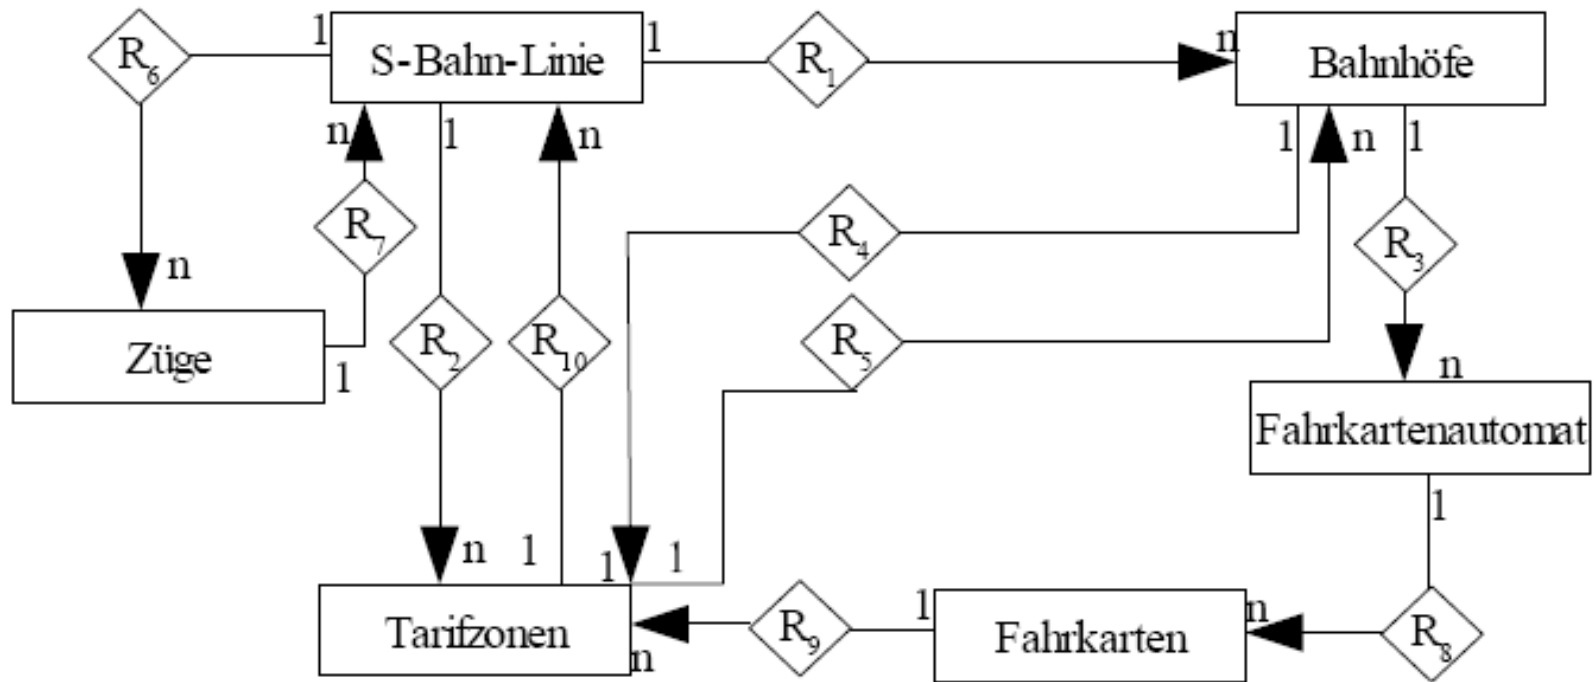 R6
1
S-Bahn-Linie
1
R1
n
Bahnhöfe
n
1
n
1
n
1
R7
R4
R3
n
Züge
1
R2
R10
R5
n
Fahrkartenautomat
1
n
1
1
1
Tarifzonen
n
R9
1
Fahrkarten
n
R8